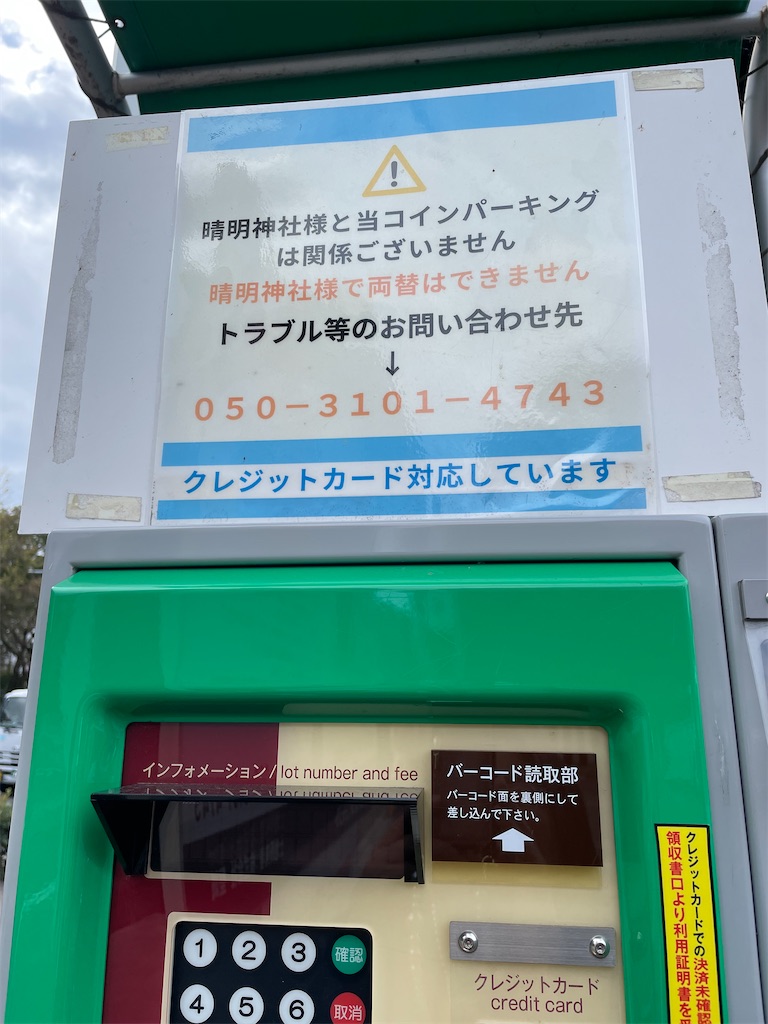 晴明神社様と当コインパーキング
は関係ございません
晴明神社様で両替はできません
トラブル等のお問い合わせ先
↓
０５０－３１０１－４７４３
クレジットカード対応しています
インフォメーション/lot number and fee
バーコード読取部
バーコード面を裏側にして
差し込んで下さい。
1 2 3 確認
4 5 6 取消
クレジットカード
credit card
クレジットカードでの決済未確認
領収書口より利用証明書を